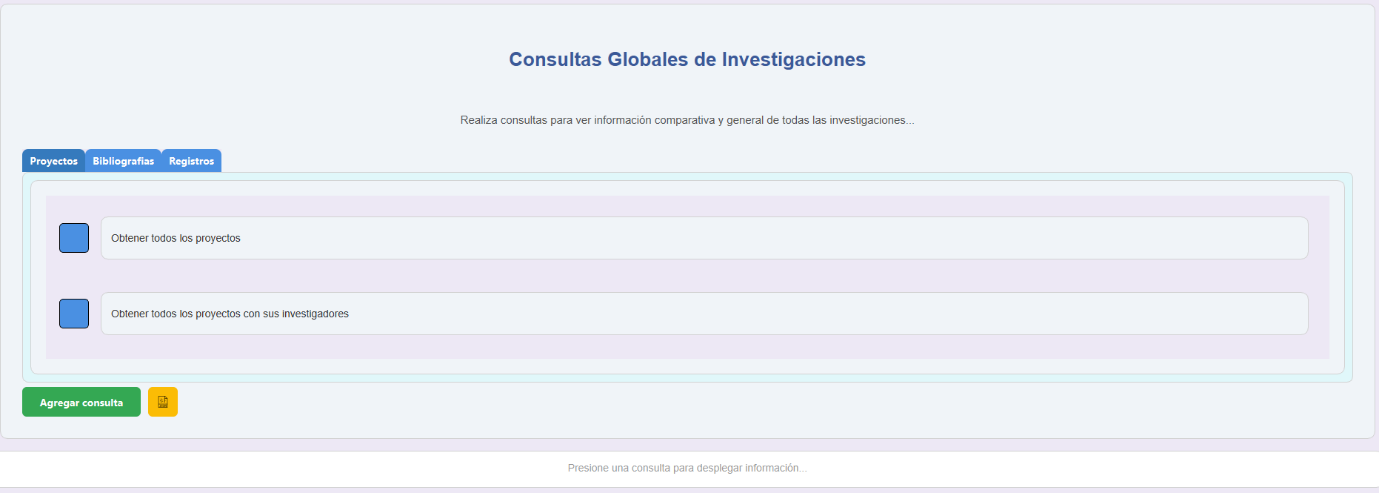 Consultas Globales de Investigaciones
Realiza consultas para ver información comparativa y general de todas las investigaciones...
Proyectos Bibliografias Registros
Obtener todos los proyectos
Obtener todos los proyectos con sus investigadores
Agregar consulta
Presione una consulta para desplegar información...